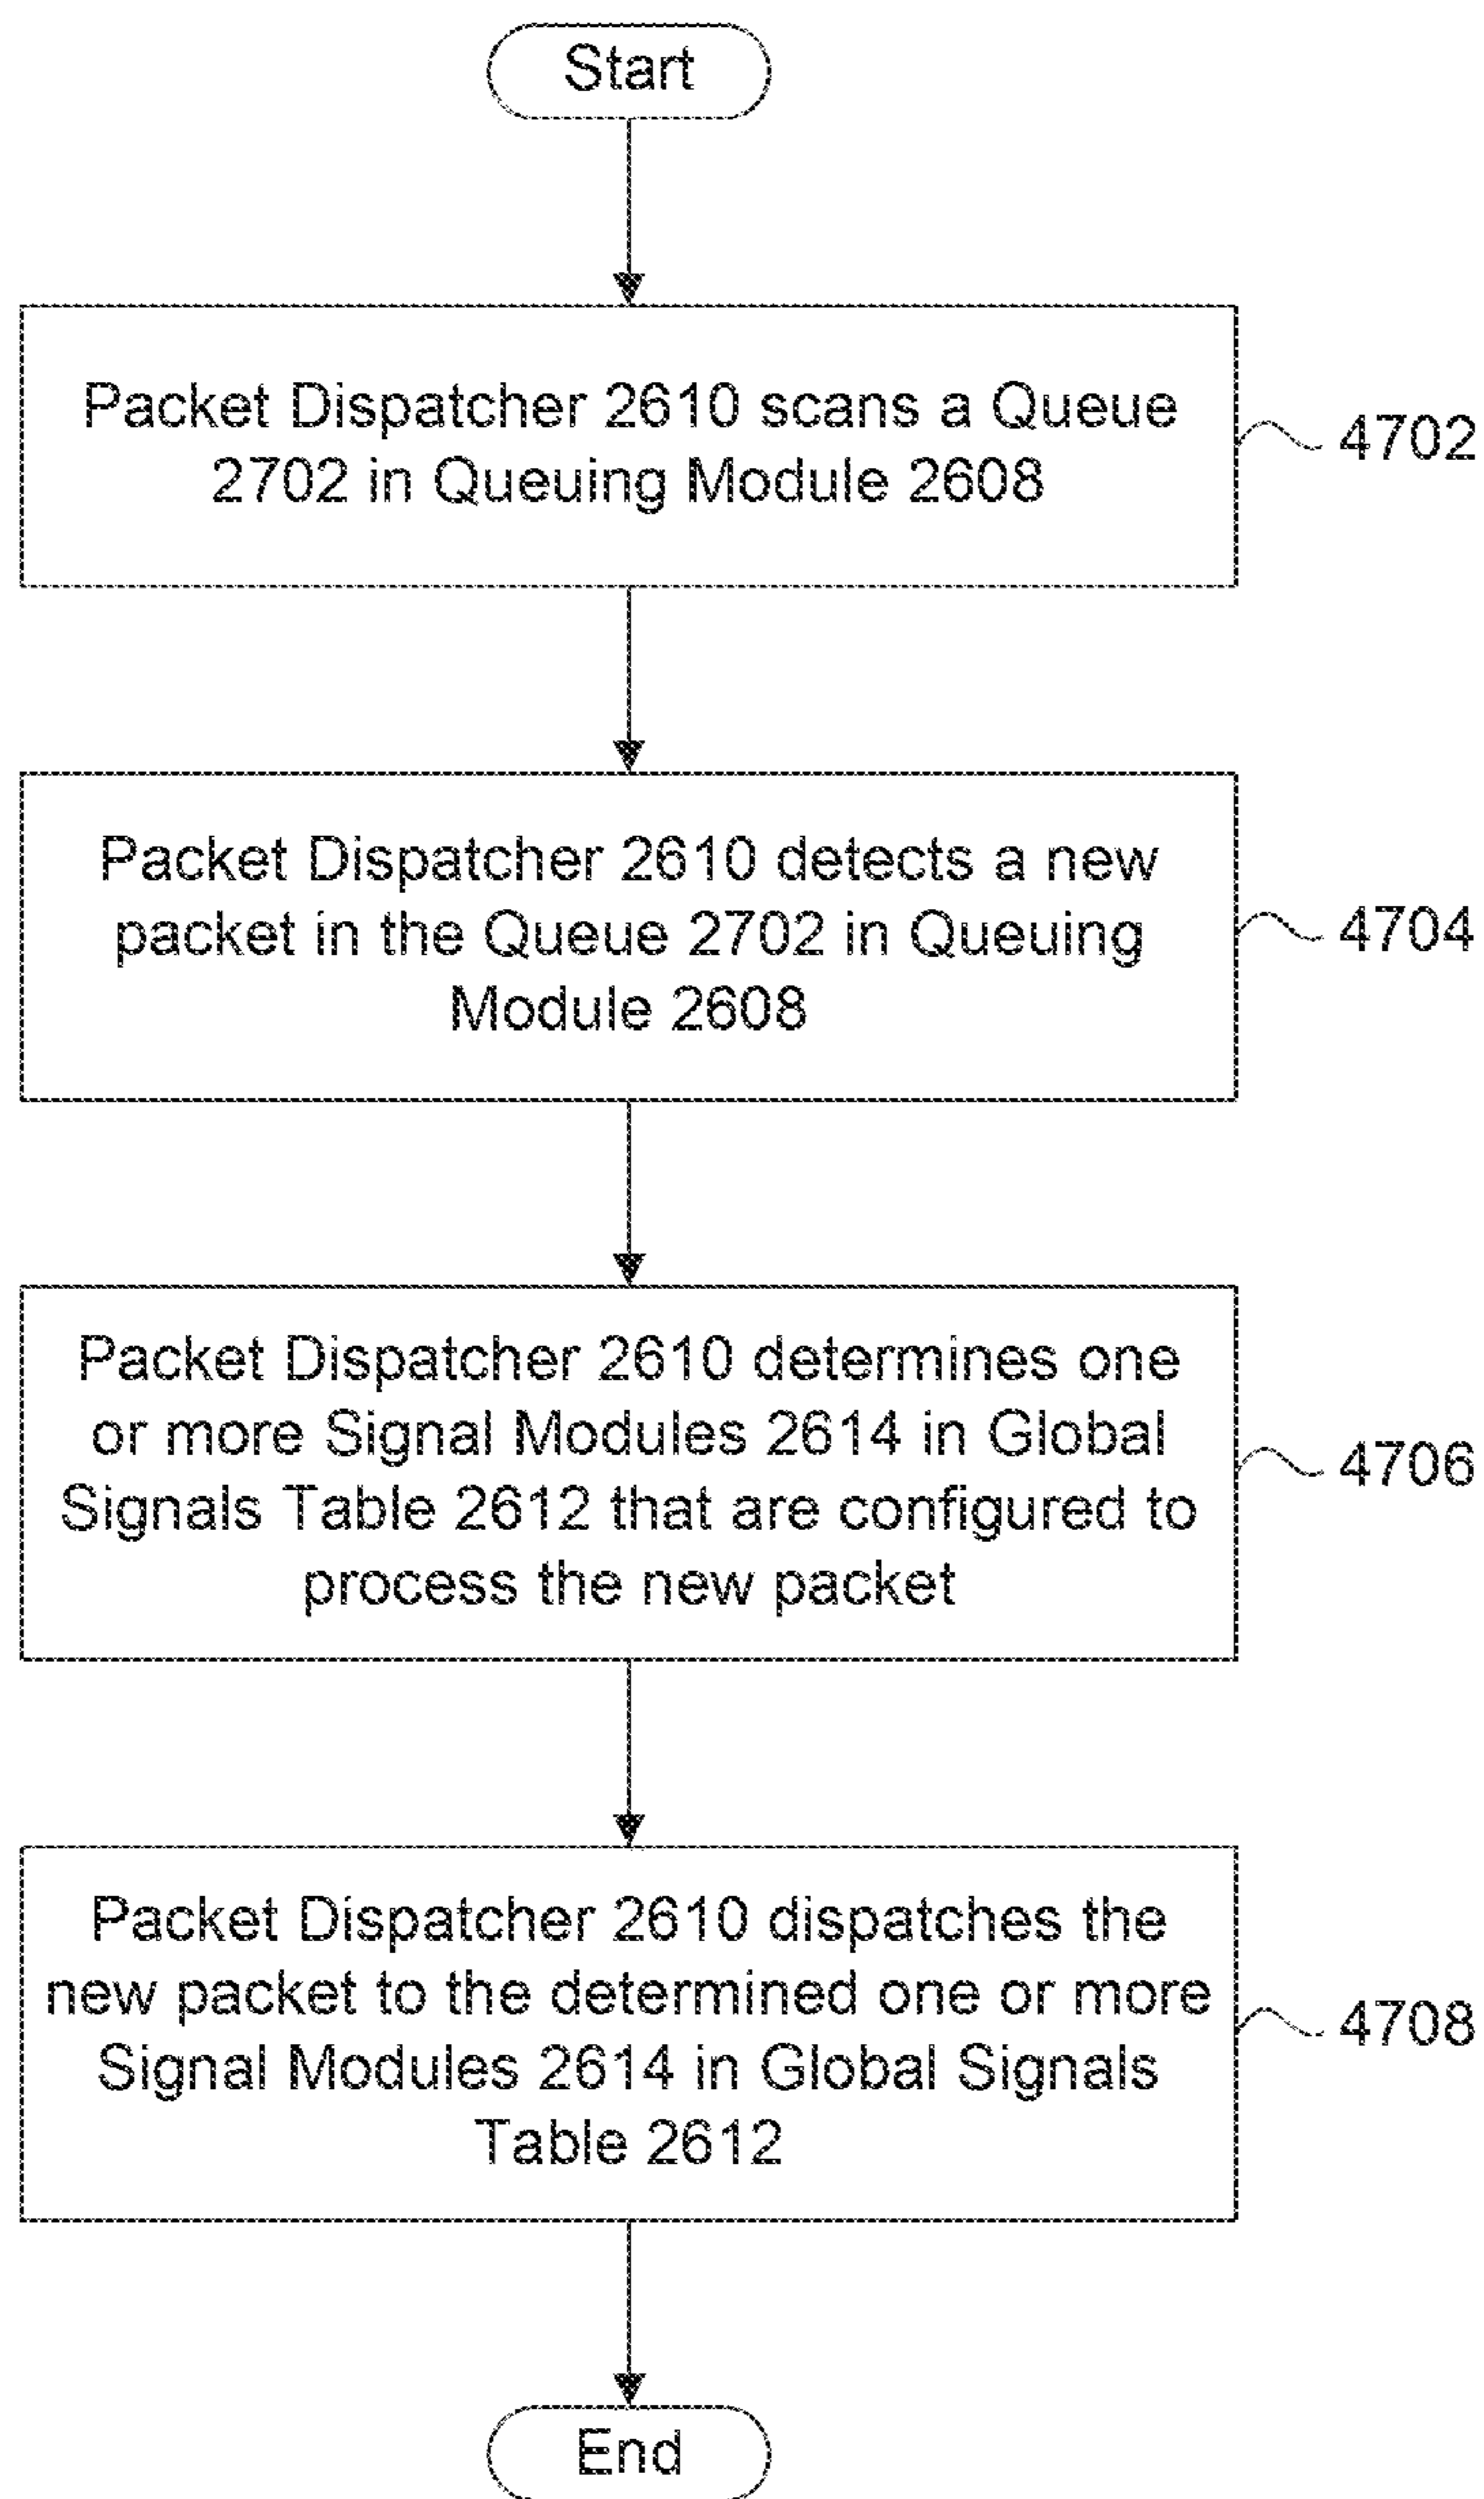 Start
Packet Dispatcher 2610 scans a Queue
2702 in Queuing Module 2608
4702
Packet Dispatcher 2610 detects a new
packet in the Queue 2702 in Queuing
Module 2608
4704
Packet Dispatcher 2610 determines one
or more Signal Modules 2614 in Global
Signals Table 2612 that are configured to
process the new packet
4706
Packet Dispatcher 2610 dispatches the
new packet to the determined one or more
Signal Modules 2614 in Global Signals
Table 2612
4708
End